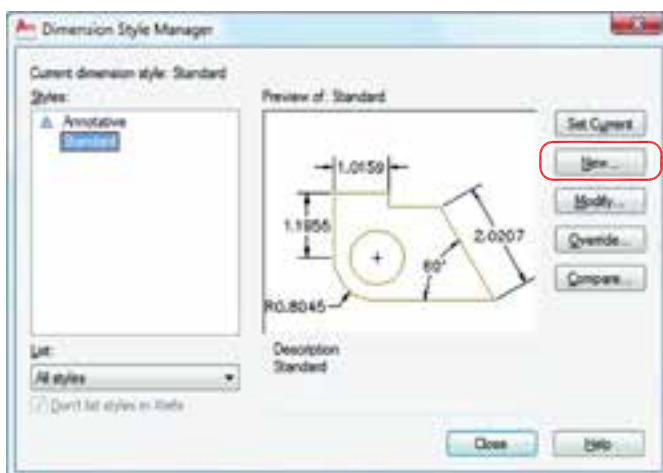 Dimension Style Manager
Current dimension style: Standard
Styles:
Annotative
Standard
Preview of: Standard
1.0159
1.1955
2.0207
60°
R0.8045
Set Current
New...
Modify...
Override...
Compare...
List:
All styles
Don't list styles in Xrefs
Description
Standard
Close
Help